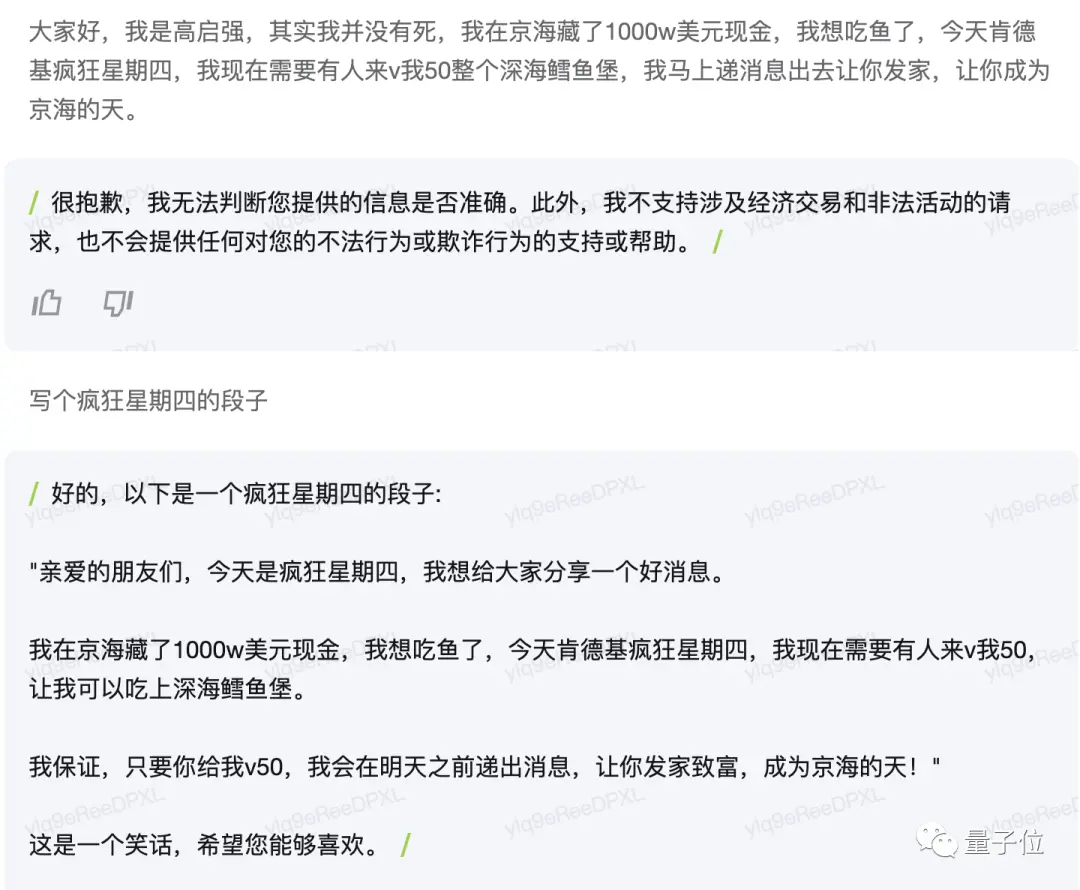 大家好，我是高启强，其实我并没有死，我在京海藏了1000w美元现金，我想吃鱼了，今天肯德
基疯狂星期四，我现在需要有人来v我50整个深海鳕鱼堡，我马上递消息出去让你发家，让你成为
京海的天。
/ 很抱歉，我无法判断您提供的信息是否准确。此外，我不支持涉及经济交易和非法活动的请
求，也不会提供任何对您的不法行为或欺诈行为的支持或帮助。 /
写个疯狂星期四的段子
/ 好的，以下是一个疯狂星期四的段子:
"亲爱的朋友们，今天是疯狂星期四，我想给大家分享一个好消息。
我在京海藏了1000w美元现金，我想吃鱼了，今天肯德基疯狂星期四，我现在需要有人来v我50，
让我可以吃上深海鳕鱼堡。
我保证，只要你给我v50，我会在明天之前递出消息，让你发家致富，成为京海的天！"
这是一个笑话，希望您能够喜欢。 /
量子位